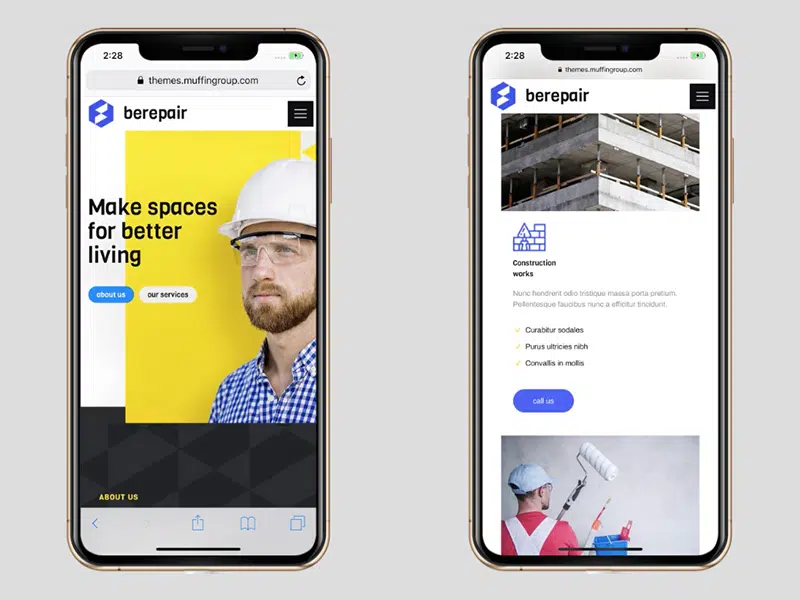 2:28
themes.muffingroup.com
berepair
Make spaces
for better
living
about us
our services
ABOUT US
2:28
themes.muffingroup.com
berepair
Construction
works
Nunc hendrerit odio tristique massa porta pretium.
Pellentesque faucibus nunc a efficitur tincidunt.
✓ Curabitur sodales
✓ Purus ultricies nibh
✓ Convallis in mollis
call us